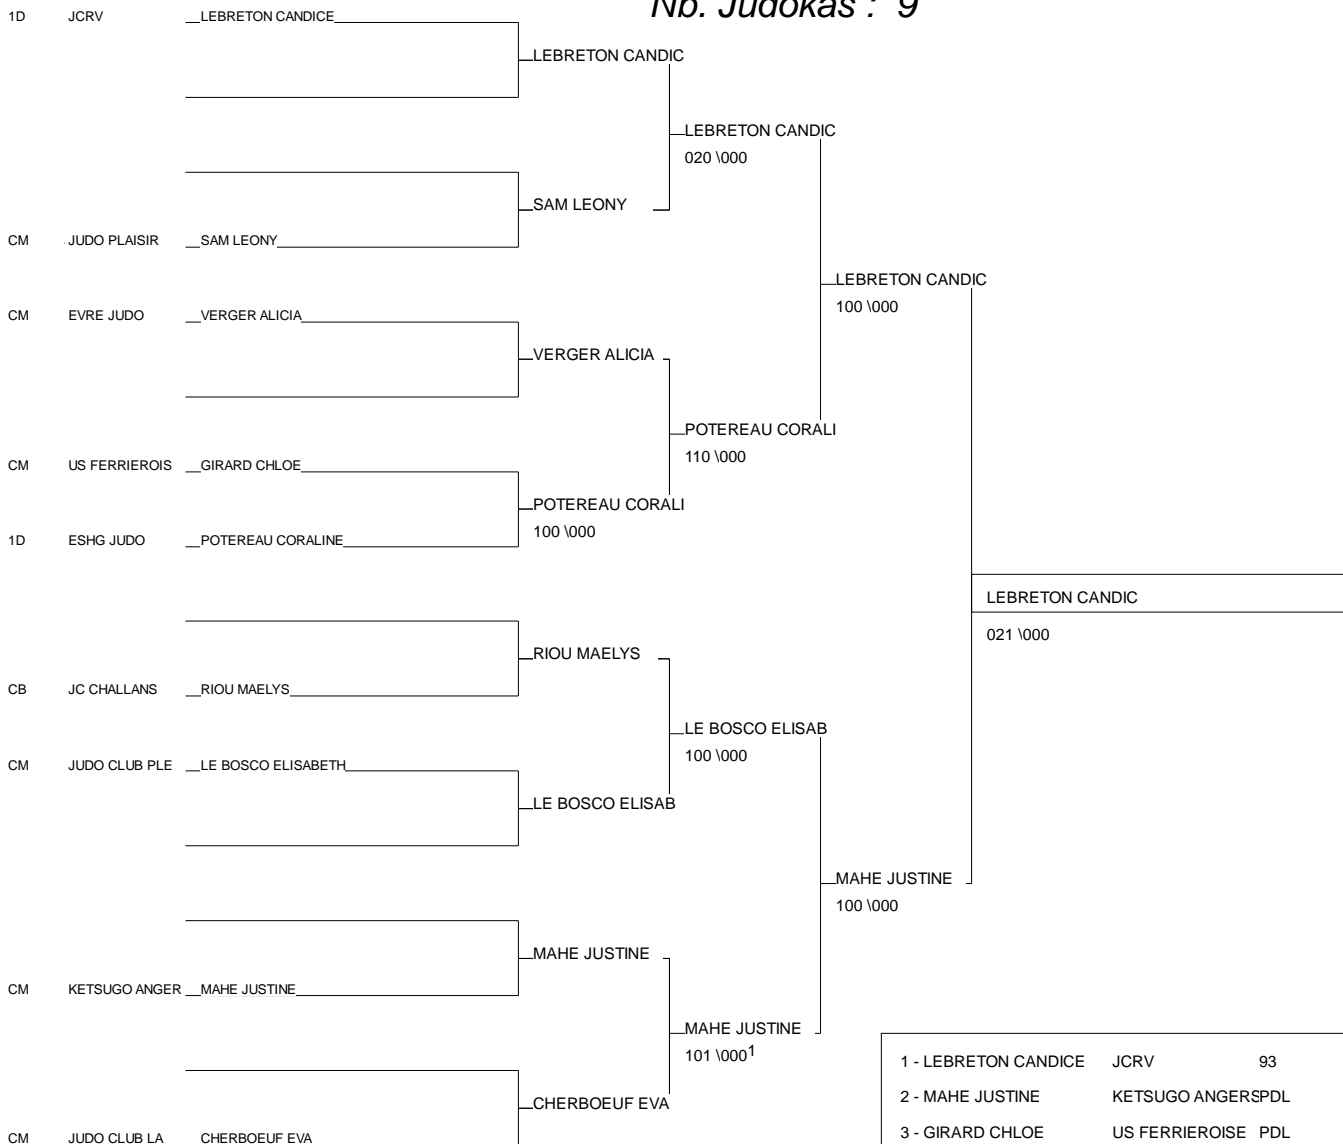 Nb. Judokas : 9
1D JCRV LEBRETON CANDICE
LEBRETON CANDIC
LEBRETON CANDIC
020 \000
SAM LEONY
CM JUDO PLAISIR SAM LEONY
LEBRETON CANDIC
100 \000
CM EVRE JUDO VERGER ALICIA
VERGER ALICIA
POTEREAU CORALI
110 \000
CM US FERRIEROIS GIRARD CHLOE
POTEREAU CORALI
100 \000
1D ESHG JUDO POTEREAU CORALINE
LEBRETON CANDIC
021 \000
RIOU MAELYS
CB JC CHALLANS RIOU MAELYS
LE BOSCO ELISAB
100 \000
CM JUDO CLUB PLE LE BOSCO ELISABETH
LE BOSCO ELISAB
MAHE JUSTINE
100 \000
MAHE JUSTINE
CM KETSUGO ANGER MAHE JUSTINE
MAHE JUSTINE
101 \0001
CHERBOEUF EVA
CM JUDO CLUB LA CHERBOEUF EVA
1 - LEBRETON CANDICE JCRV 93
2 - MAHE JUSTINE KETSUGO ANGERSPDL
3 - GIRARD CHLOE US FERRIEROISE PDL